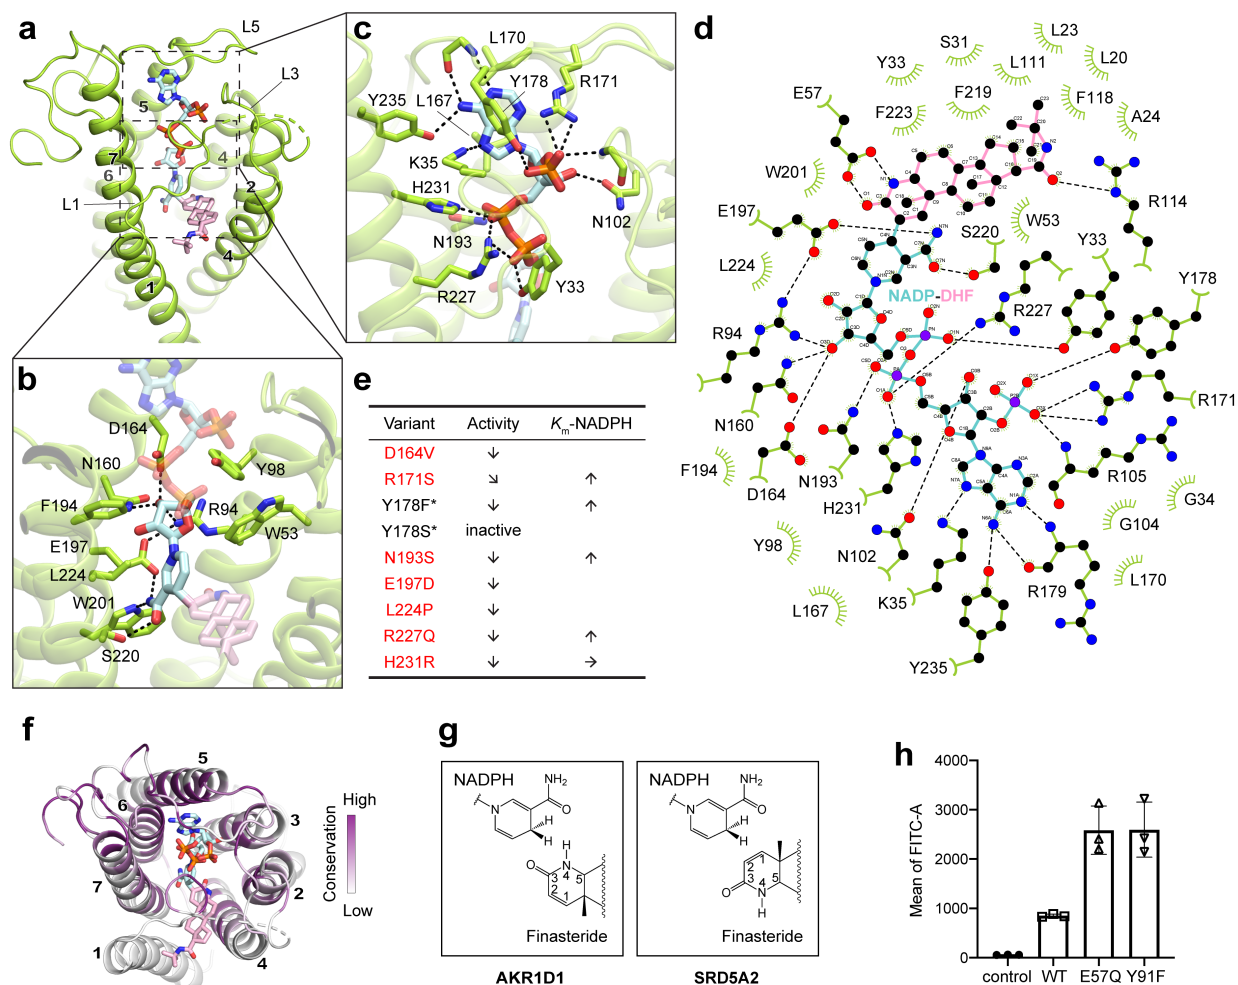 a
L5
L3
5
7
6
4
2
L1
4
1
c
L170
Y178
R171
Y235
L167
K35
H231
N193
N102
R227
Y33
b
D164
N160
Y98
F194
R94
W53
E197
L224
W201
S220
e
Variant Activity Km-NADPH
D164V ↓
R171S ↘ ↑
Y178F* ↓ ↑
Y178S* inactive
N193S ↓ ↑
E197D ↓
L224P ↓
R227Q ↓ ↑
H231R ↓ →
d
L23
S31
Y33
L111
L20
E57
F223
F219
F118
A24
W201
R114
E197
S220
W53
Y33
L224
Y178
NADP-DHF
R227
R94
N160
R171
F194
D164
N193
R105
H231
G34
G104
Y98
N102
L170
K35
R179
L167
Y235
f
5
6
3
7
2
1
4
High
Conservation
Low
g
NADPH
NH2
N
O
H
H
H
N
O
3
4
5
2
1
Finasteride
AKR1D1
NADPH
NH2
N
O
H
H
1
2
3
4
5
O
N
H
Finasteride
SRD5A2
h
Mean of FITC-A
4000
3000
2000
1000
0
control WT E57Q Y91F